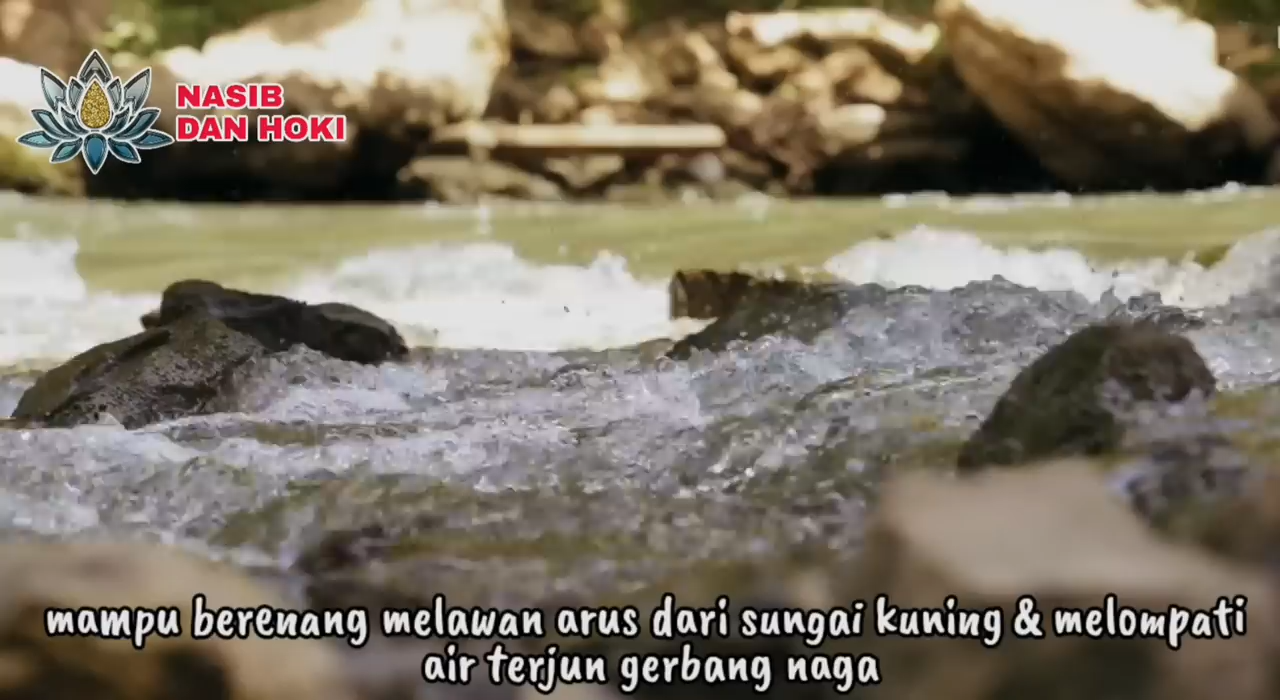 NASIB
DAN HOKI
mampu berenang melawan arus dari sungai kuning & melompati
air terjun gerbang naga